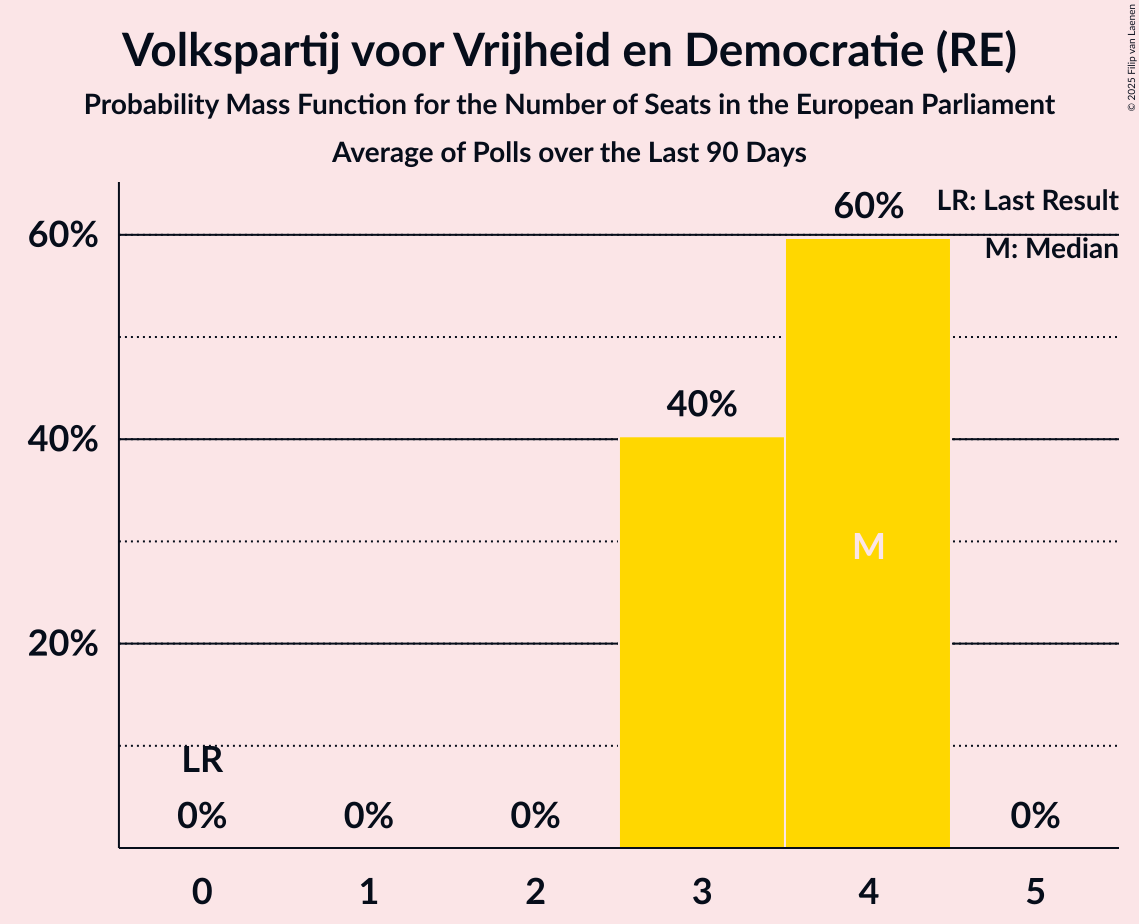 Volkspartij voor Vrijheid en Democratie (RE)
Probability Mass Function for the Number of Seats in the European Parliament
Average of Polls over the Last 90 Days
© 2025 Filip van Laenen
LR: Last Result
M: Median
60%
40%
20%
60%
40%
M
LR
0%
0%
0%
0%
0
1
2
3
4
5